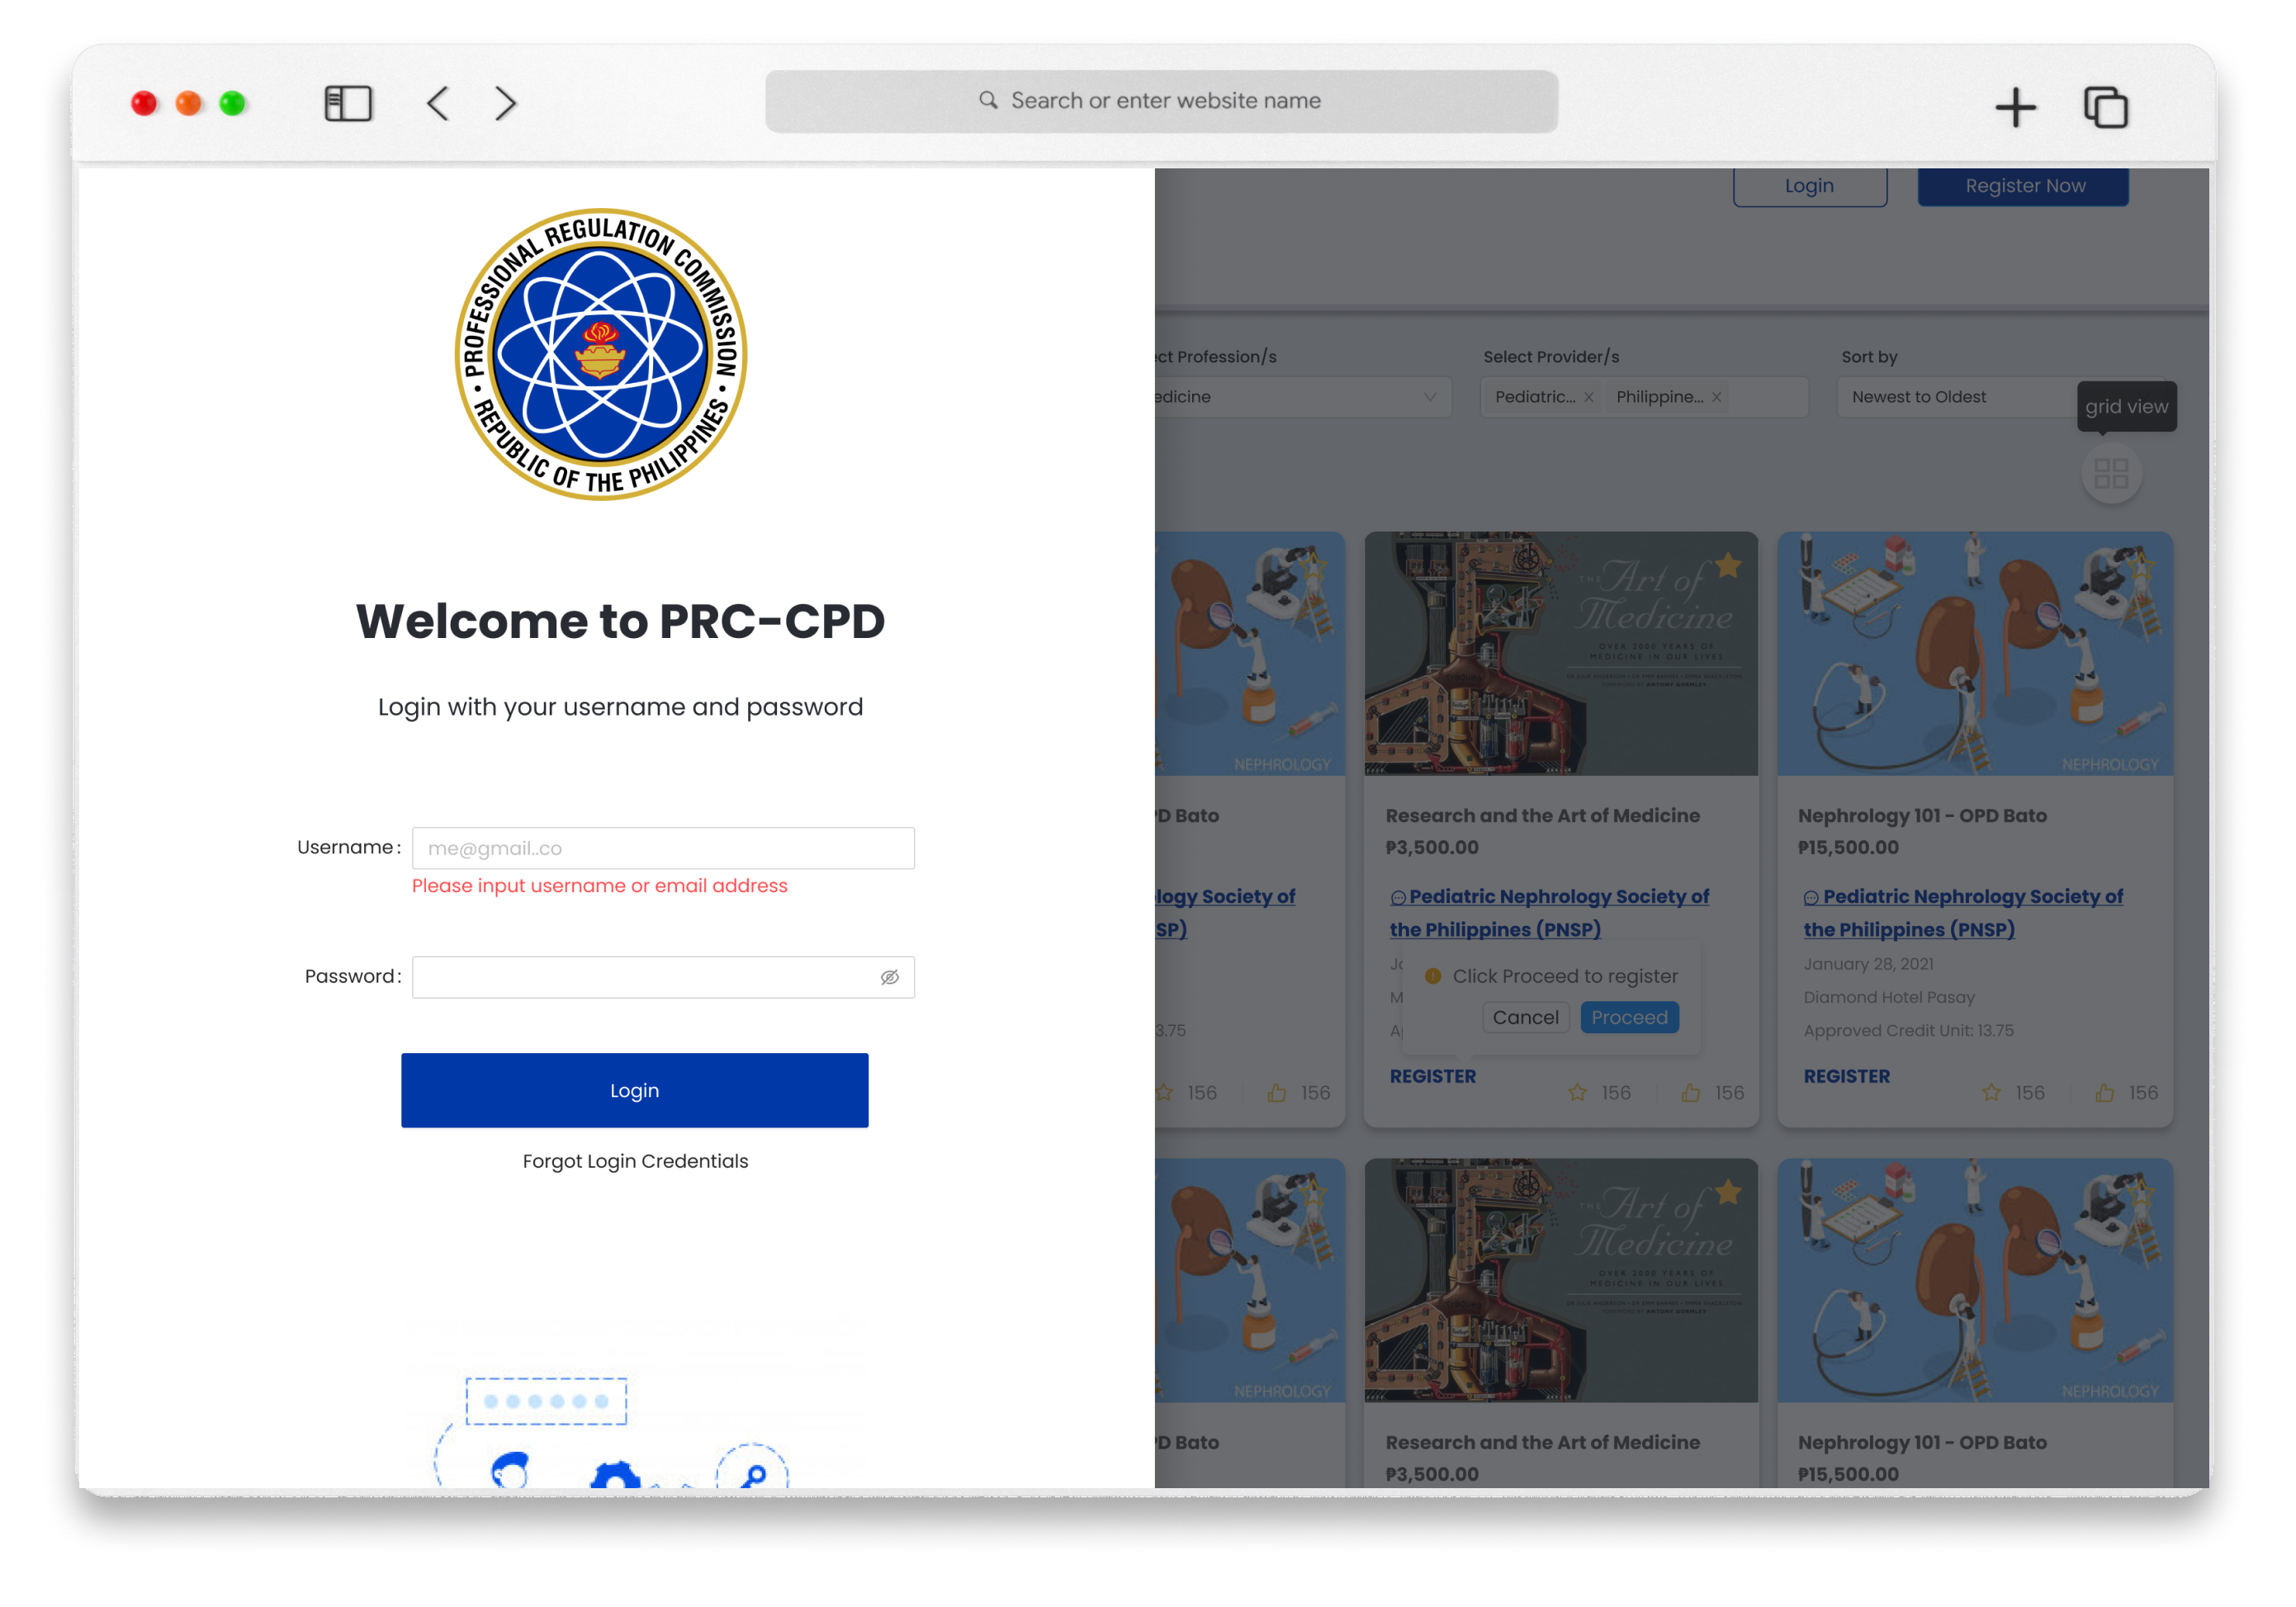 Search or enter website name
PROFESSIONAL REGULATION COMMISSION
REPUBLIC OF THE PHILIPPINES
Welcome to PRC-CPD
Login with your username and password
Username:
me@gmail..co
Please input username or email address
Password:
Login
Forgot Login Credentials
Login
Register Now
ct Profession/s
edicine
Select Provider/s
Pediatric... × Philippine... ×
Sort by
Newest to Oldest
grid view
NEPHROLOGY
D Bato
logy Society of
SP)
3.75
156 156
THE Art of
Medicine
OVER 2000 YEARS OF
MEDICINE IN OUR LIVES
Research and the Art of Medicine
₱3,500.00
Pediatric Nephrology Society of
the Philippines (PNSP)
Click Proceed to register
Cancel Proceed
REGISTER
156 156
NEPHROLOGY
Nephrology 101 - OPD Bato
₱15,500.00
Pediatric Nephrology Society of
the Philippines (PNSP)
January 28, 2021
Diamond Hotel Pasay
Approved Credit Unit: 13.75
REGISTER
156 156
NEPHROLOGY
D Bato
THE Art of
Medicine
OVER 2000 YEARS OF
MEDICINE IN OUR LIVES
Research and the Art of Medicine
₱3,500.00
NEPHROLOGY
Nephrology 101 - OPD Bato
₱15,500.00